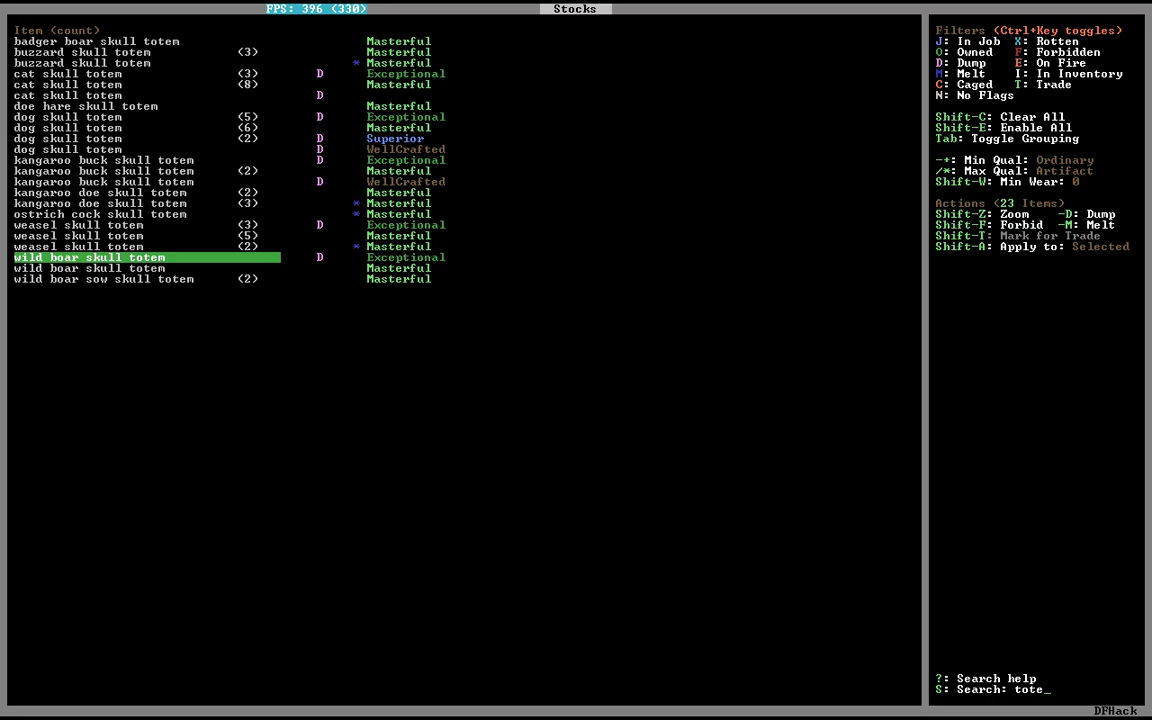 FPS: 396 (330) Stocks
Item (count) Filters (Ctrl+Key toggles)
badger boar skull totem Masterful J: In Job X: Rotten
buzzard skull totem (3) Masterful O: Owned F: Forbidden
buzzard skull totem * Masterful D: Dump E: On Fire
cat skull totem (3) D Exceptional M: Melt I: In Inventory
cat skull totem (8) Masterful C: Caged T: Trade
cat skull totem D N: No Flags
doe hare skull totem Masterful
dog skull totem (5) D Exceptional Shift-C: Clear All
dog skull totem (6) Masterful Shift-E: Enable All
dog skull totem (2) D Superior Tab: Toggle Grouping
dog skull totem D WellCrafted
kangaroo buck skull totem D Exceptional -+: Min Qual: Ordinary
kangaroo buck skull totem (2) Masterful /*: Max Qual: Artifact
kangaroo buck skull totem D WellCrafted Shift-W: Min Wear: 0
kangaroo doe skull totem (2) Masterful
kangaroo doe skull totem (3) * Masterful Actions (23 Items)
ostrich cock skull totem * Masterful Shift-Z: Zoom -D: Dump
weasel skull totem (3) D Exceptional Shift-F: Forbid -M: Melt
weasel skull totem (5) Masterful Shift-T: Mark for Trade
weasel skull totem (2) * Masterful Shift-A: Apply to: Selected
wild boar skull totem D Exceptional
wild boar skull totem Masterful
wild boar sow skull totem (2) Masterful
?: Search help
S: Search: tote_
DFHack